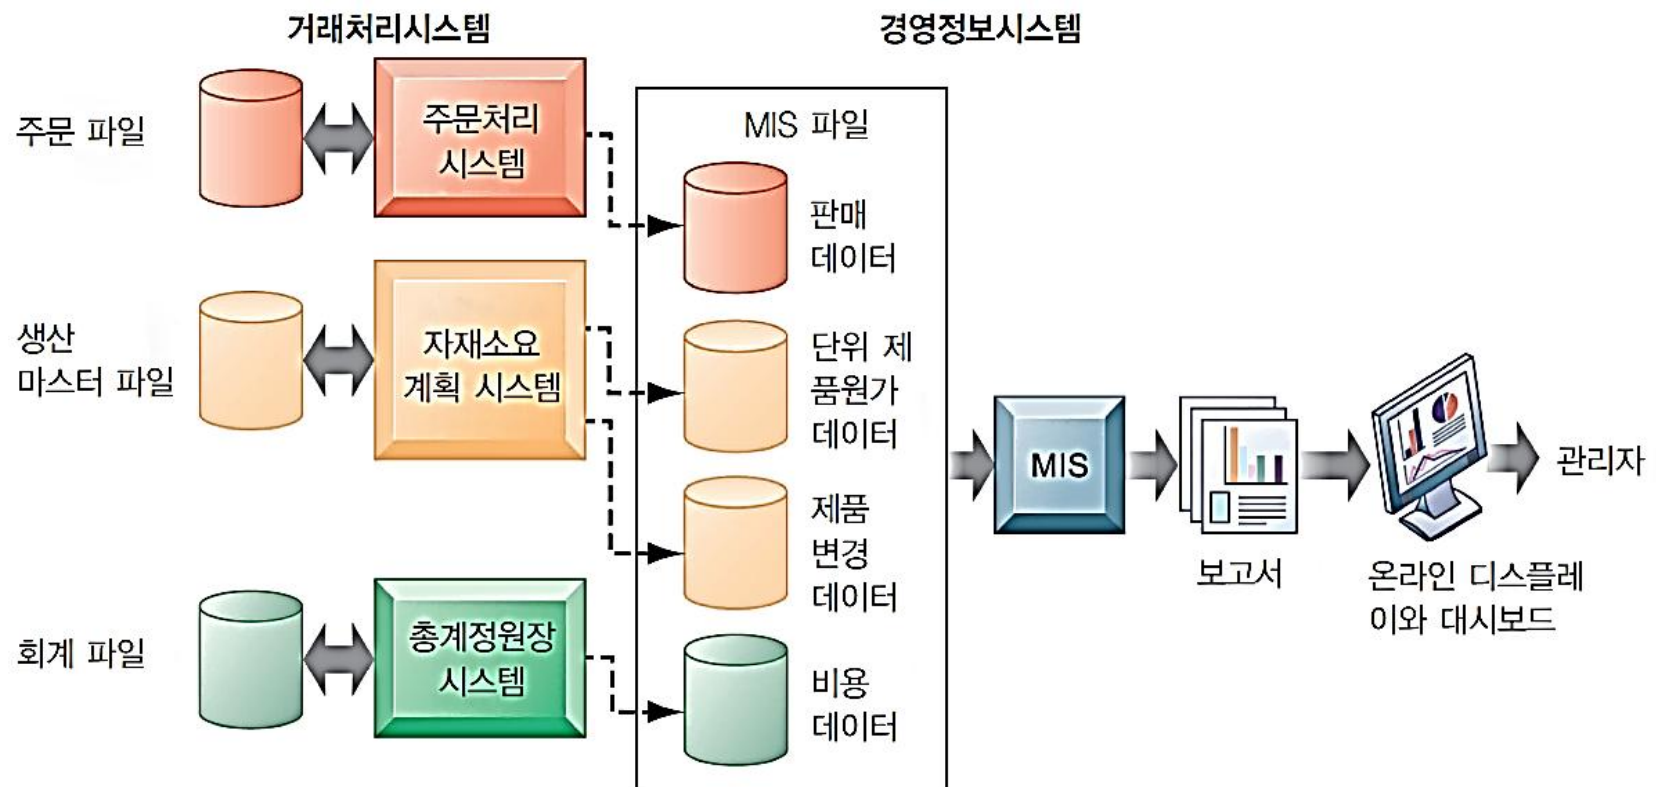 거래처리시스템
경영정보시스템
주문 파일
주문처리
시스템
MIS 파일
판매
데이터
생산
마스터 파일
자재소요
계획 시스템
단위 제
품원가
데이터
제품
변경
데이터
회계 파일
총계정원장
시스템
비용
데이터
MIS
보고서
온라인 디스플레
이와 대시보드
관리자